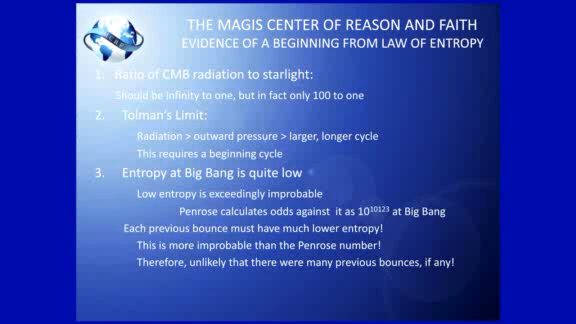 THE MAGIS CENTER OF REASON AND FAITH
EVIDENCE OF A BEGINNING FROM LAW OF ENTROPY
1. Ratio of CMB radiation to starlight:
Should be infinity to one, but in fact only 100 to one
2. Tolman's Limit:
Radiation > outward pressure > larger, longer cycle
This requires a beginning cycle
3. Entropy at Big Bang is quite low
Low entropy is exceedingly improbable
Penrose calculates odds against it as 10^10123 at Big Bang
Each previous bounce must have much lower entropy!
This is more improbable than the Penrose number!
Therefore, unlikely that there were many previous bounces, if any!